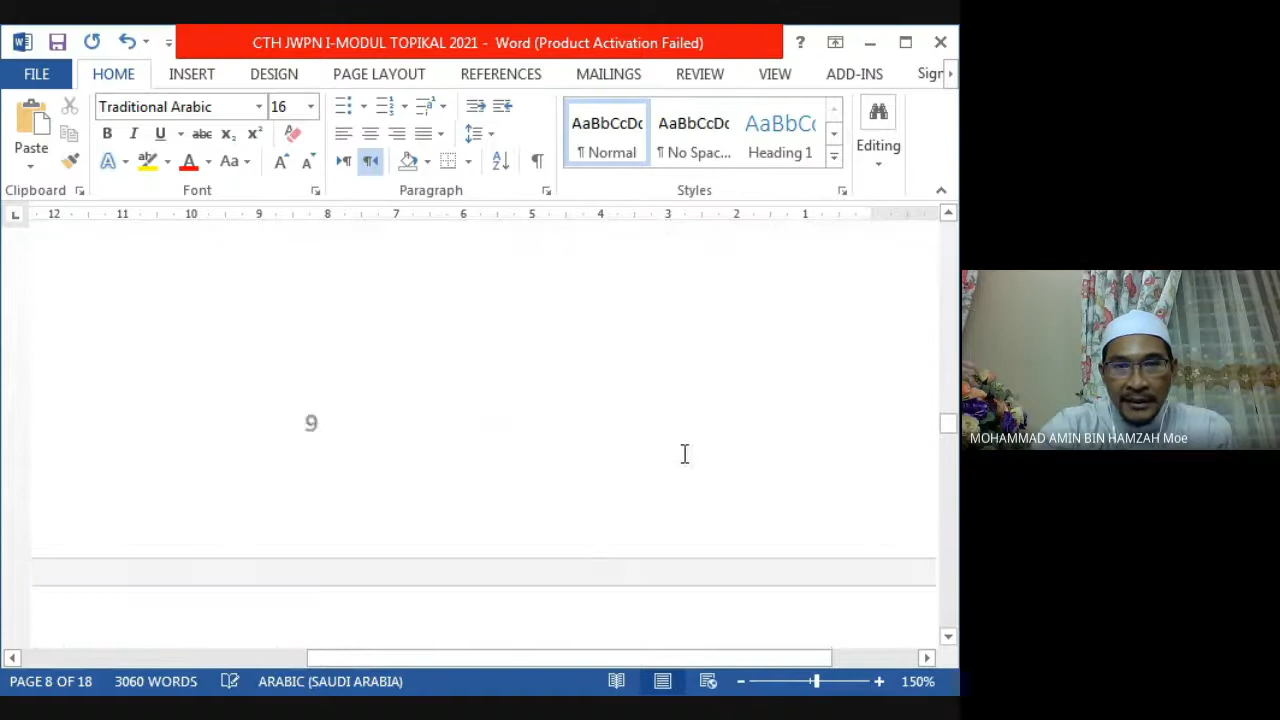 CTH JWPN I-MODUL TOPIKAL 2021 - Word (Product Activation Failed)
FILE HOME INSERT DESIGN PAGE LAYOUT REFERENCES MAILINGS REVIEW VIEW ADD-INS Sign
Traditional Arabic 16
AaBbCcDc AaBbCcDc AaBbCc
Paste
¶ Normal ¶ No Spac... Heading 1
Editing
Clipboard Font Paragraph Styles
12 11 10 9 8 7 6 5 4 3 2 1
9
MOHAMMAD AMIN BIN HAMZAH Moe
PAGE 8 OF 18 3060 WORDS ARABIC (SAUDI ARABIA) 150%